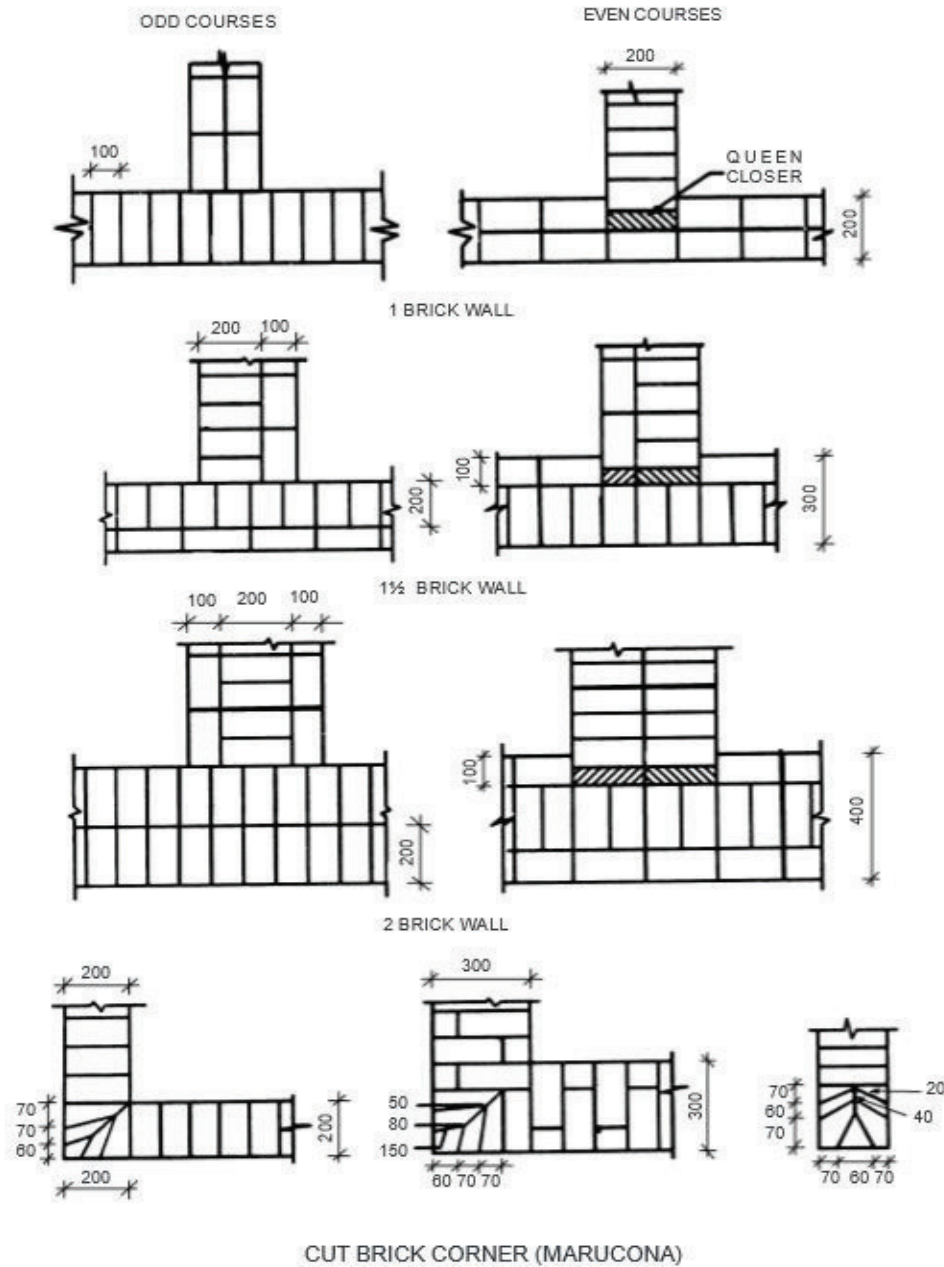 ODD COURSES
EVEN COURSES
200
100
QUEEN
CLOSER
200
1 BRICK WALL
200 100
200
100
300
1½ BRICK WALL
100 200 100
200
100
400
2 BRICK WALL
200
70
70
60
200
200
300
50
80
150
60 70 70
300
70
60
70
20
40
70 60 70
CUT BRICK CORNER (MARUCONA)